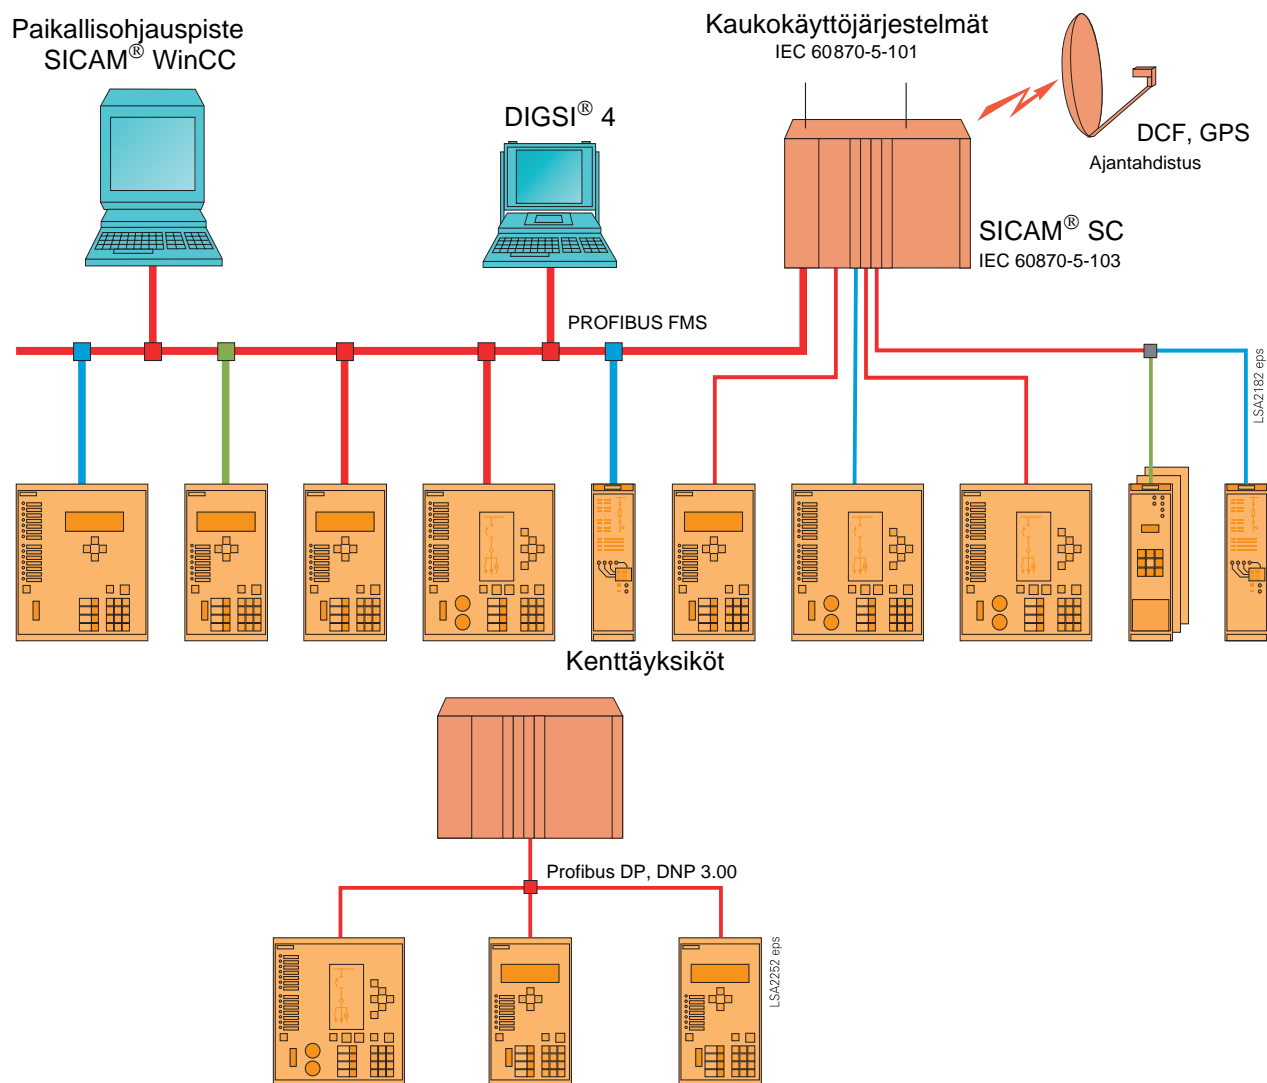 Paikallisohjauspiste
SICAM® WinCC
DIGSI® 4
Kaukokäyttöjärjestelmät
IEC 60870-5-101
DCF, GPS
Ajantahdistus
SICAM® SC
IEC 60870-5-103
PROFIBUS FMS
LSA2182 eps
Kenttäyksiköt
Profibus DP, DNP 3.00
LSA2252 eps